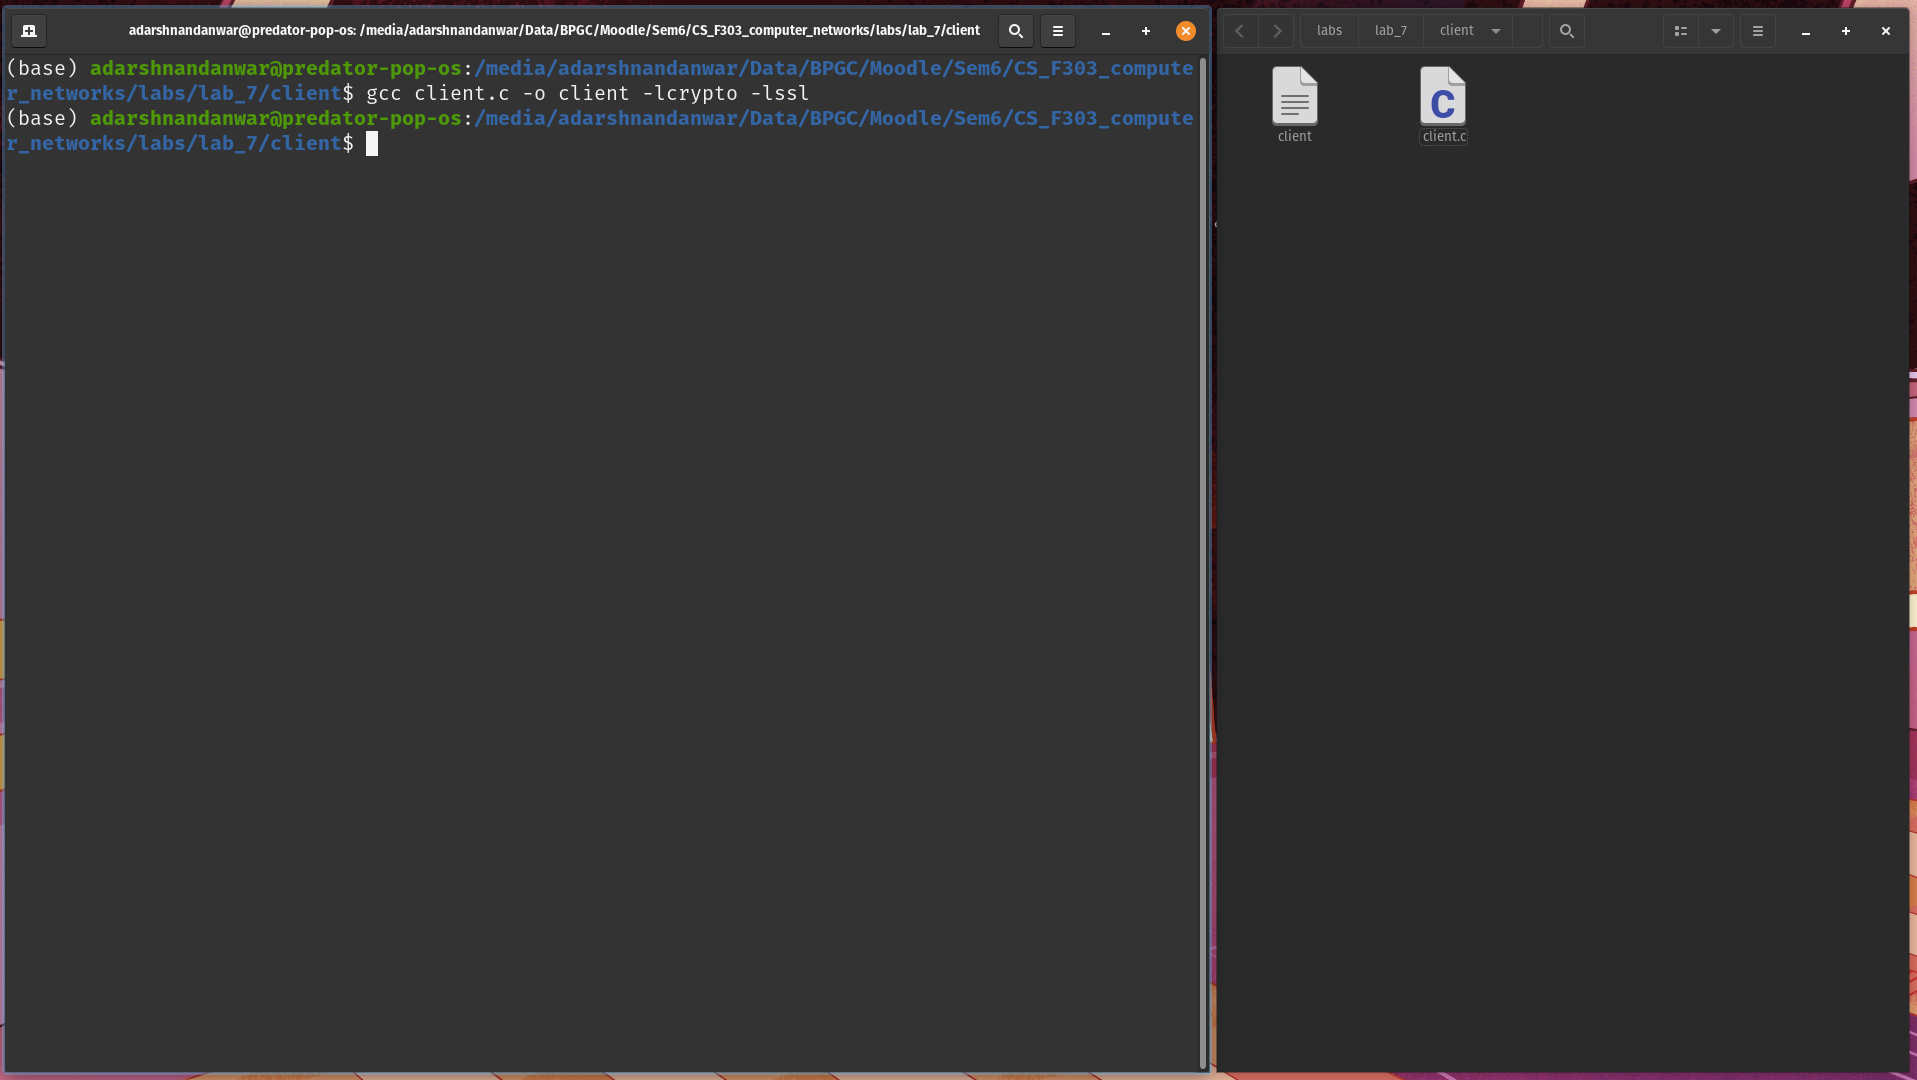 adarshnandanwar@predator-pop-os: /media/adarshnandanwar/Data/BPGC/Moodle/Sem6/CS_F303_computer_networks/labs/lab_7/client
(base) adarshnandanwar@predator-pop-os:/media/adarshnandanwar/Data/BPGC/Moodle/Sem6/CS_F303_compute
r_networks/labs/lab_7/client$ gcc client.c -o client -lcrypto -lssl
(base) adarshnandanwar@predator-pop-os:/media/adarshnandanwar/Data/BPGC/Moodle/Sem6/CS_F303_compute
r_networks/labs/lab_7/client$
labs lab_7 client
C
client client.c